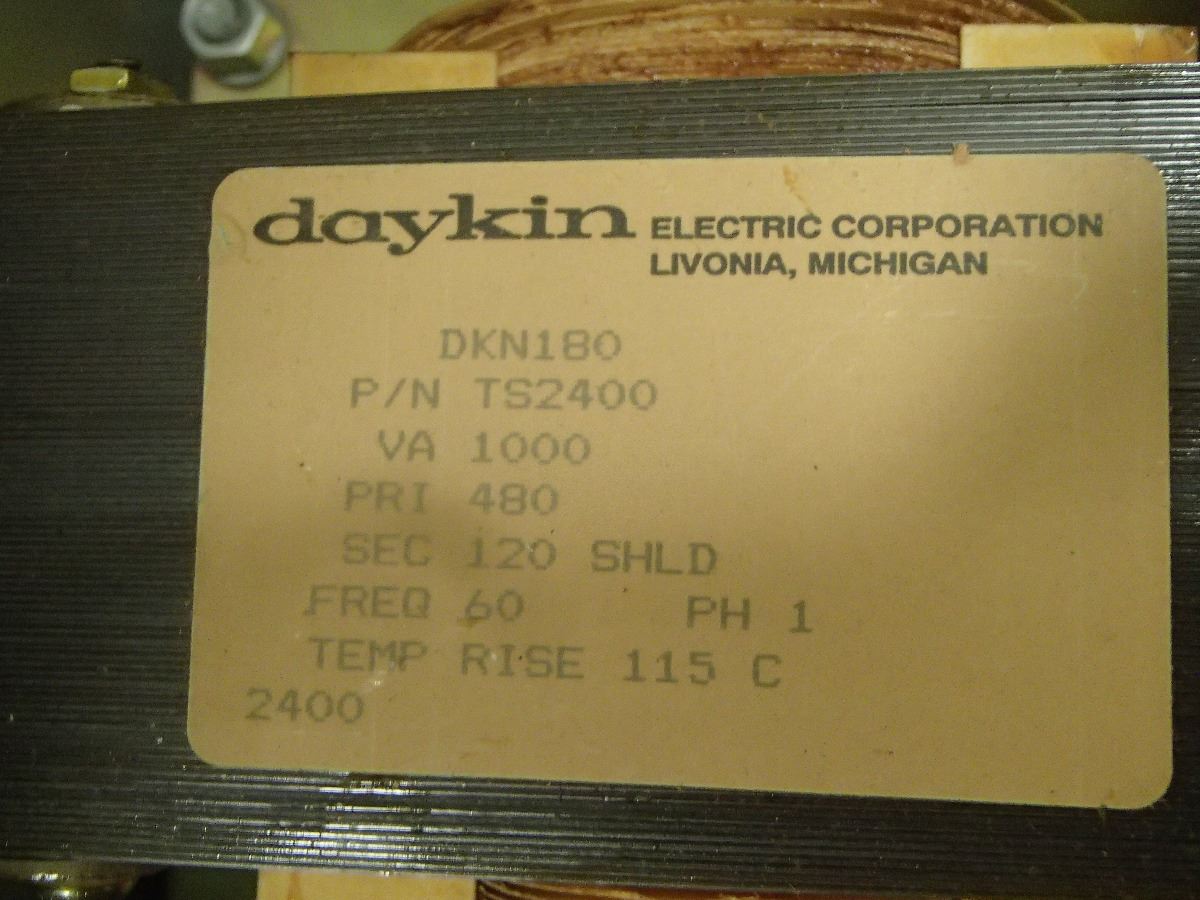 daykin ELECTRIC CORPORATION
LIVONIA, MICHIGAN
DKN180
P/N TS2400
VA 1000
PRI 480
SEC 120 SHLD
FREQ 60 PH 1
TEMP RISE 115 C
2400